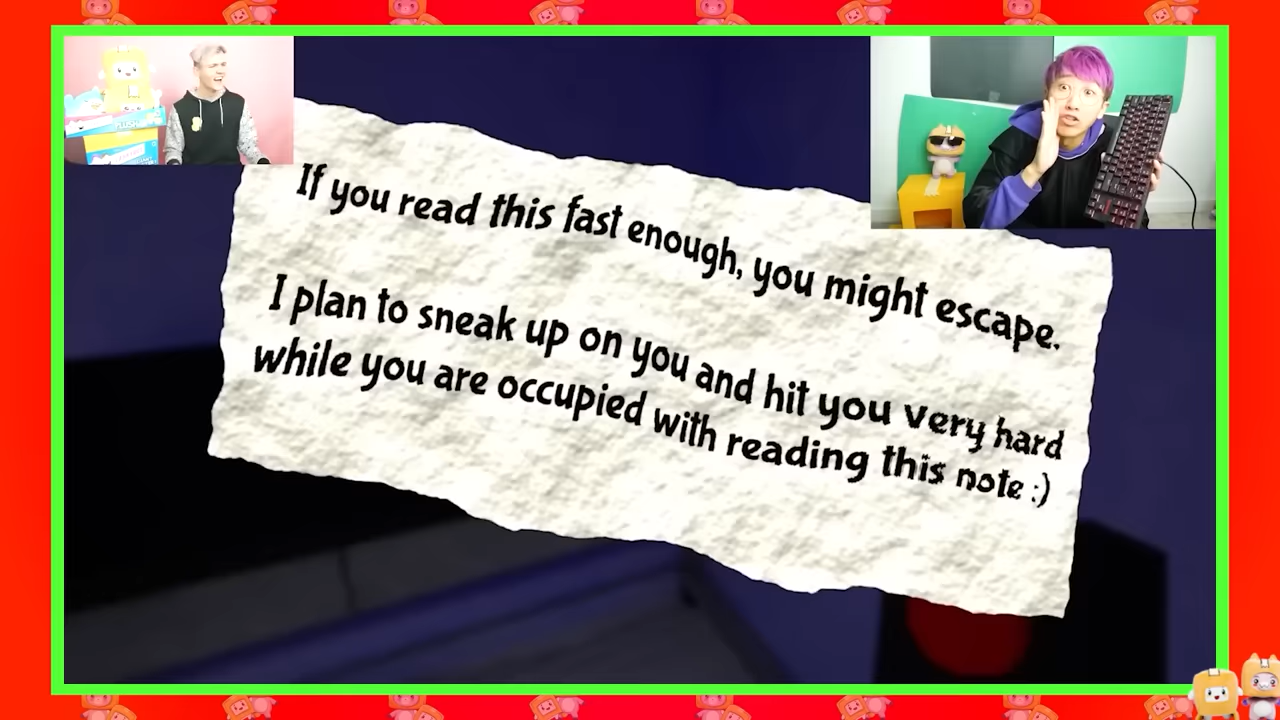 If you read this fast enough, you might escape.
I plan to sneak up on you and hit you very hard
while you are occupied with reading this note :)